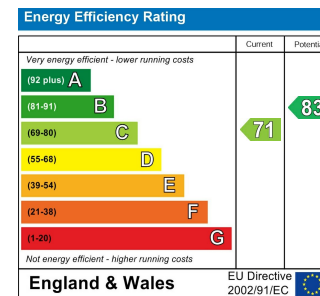 Energy Efficiency Rating
Current
Very energy efficient - lower running costs
(92 plus) A
(81-91) B
83
(69-80) C
71
(55-68) D
(39-54) E
(21-38) F
(1-20) G
Not energy efficient - higher running costs
England & Wales
EU Directive
2002/91/EC